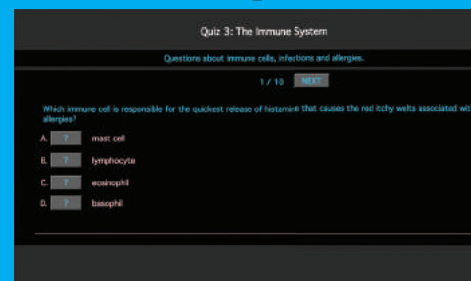 Quiz 3: The Immune System
Questions about immune cells, infections and allergies.
1 / 10 NEXT
Which immune cell is responsible for the quickest release of histamine that causes the red itchy welts associated wit
allergies?
A. ? mast cell
B. ? lymphocyte
C. ? eosinophil
D. ? basophil